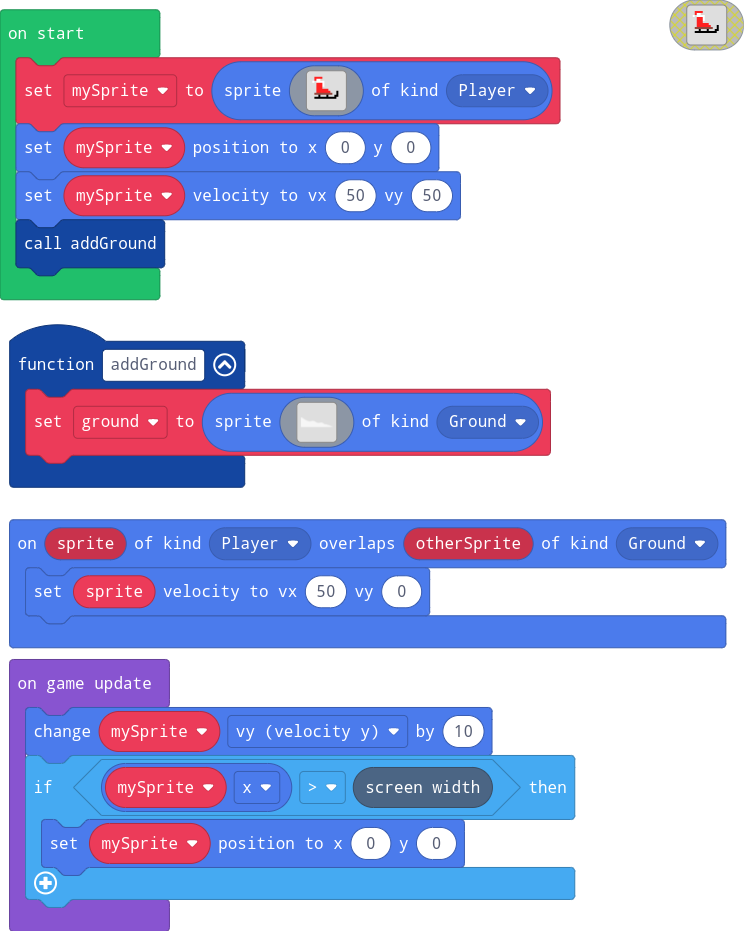 on start
set mySprite to sprite of kind Player
set mySprite position to x 0 y 0
set mySprite velocity to vx 50 vy 50
call addGround
function addGround
set ground to sprite of kind Ground
on sprite of kind Player overlaps otherSprite of kind Ground
set sprite velocity to vx 50 vy 0
on game update
change mySprite vy (velocity y) by 10
if mySprite x > screen width then
set mySprite position to x 0 y 0